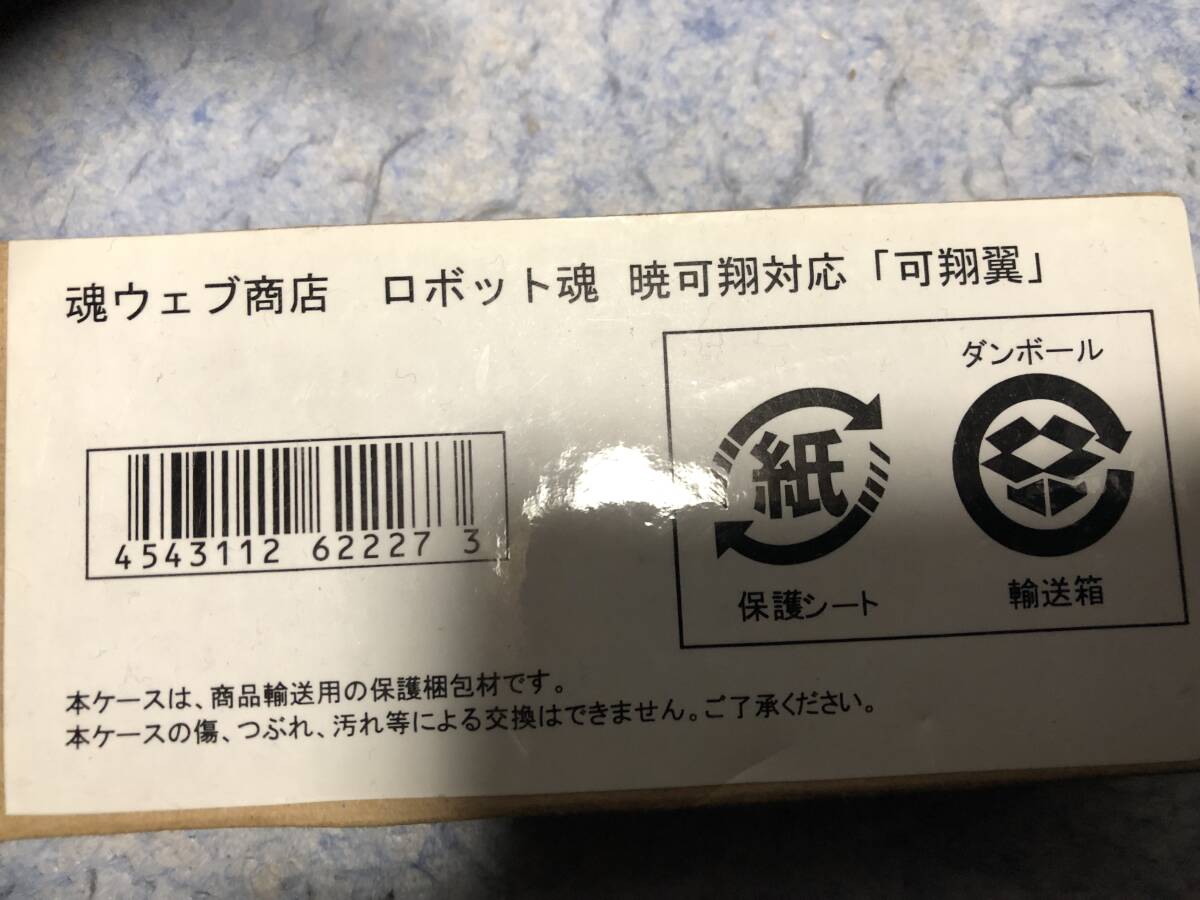 魂ウェブ商店　ロボット魂 暁可翔対応「可翔翼」
ダンボール
紙
保護シート
輸送箱
4543112 62227 3
本ケースは、商品輸送用の保護梱包材です。
本ケースの傷、つぶれ、汚れ等による交換はできません。ご了承ください。